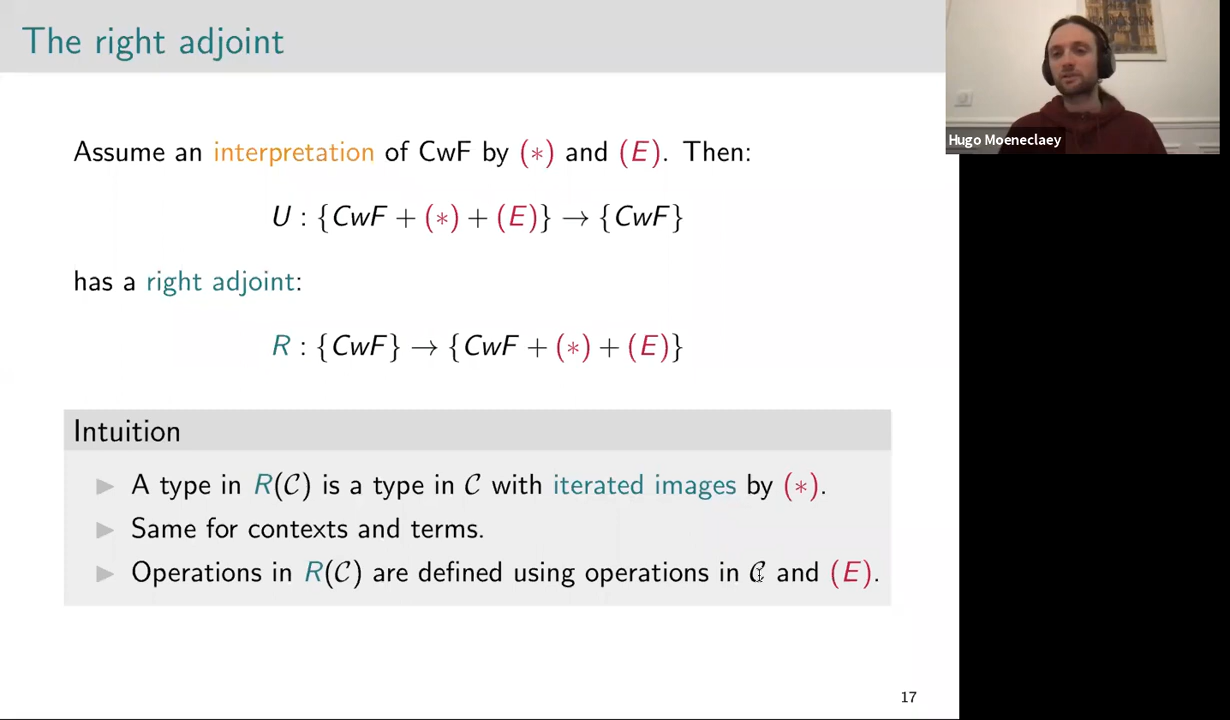 The right adjoint
Hugo Moeneclaey
Assume an interpretation of CwF by (∗) and (E). Then:
U : {CwF + (∗) + (E)} → {CwF}
has a right adjoint:
R : {CwF} → {CwF + (∗) + (E)}
Intuition
▶ A type in R(𝒞) is a type in 𝒞 with iterated images by (∗).
▶ Same for contexts and terms.
▶ Operations in R(𝒞) are defined using operations in 𝒞 and (E).
17